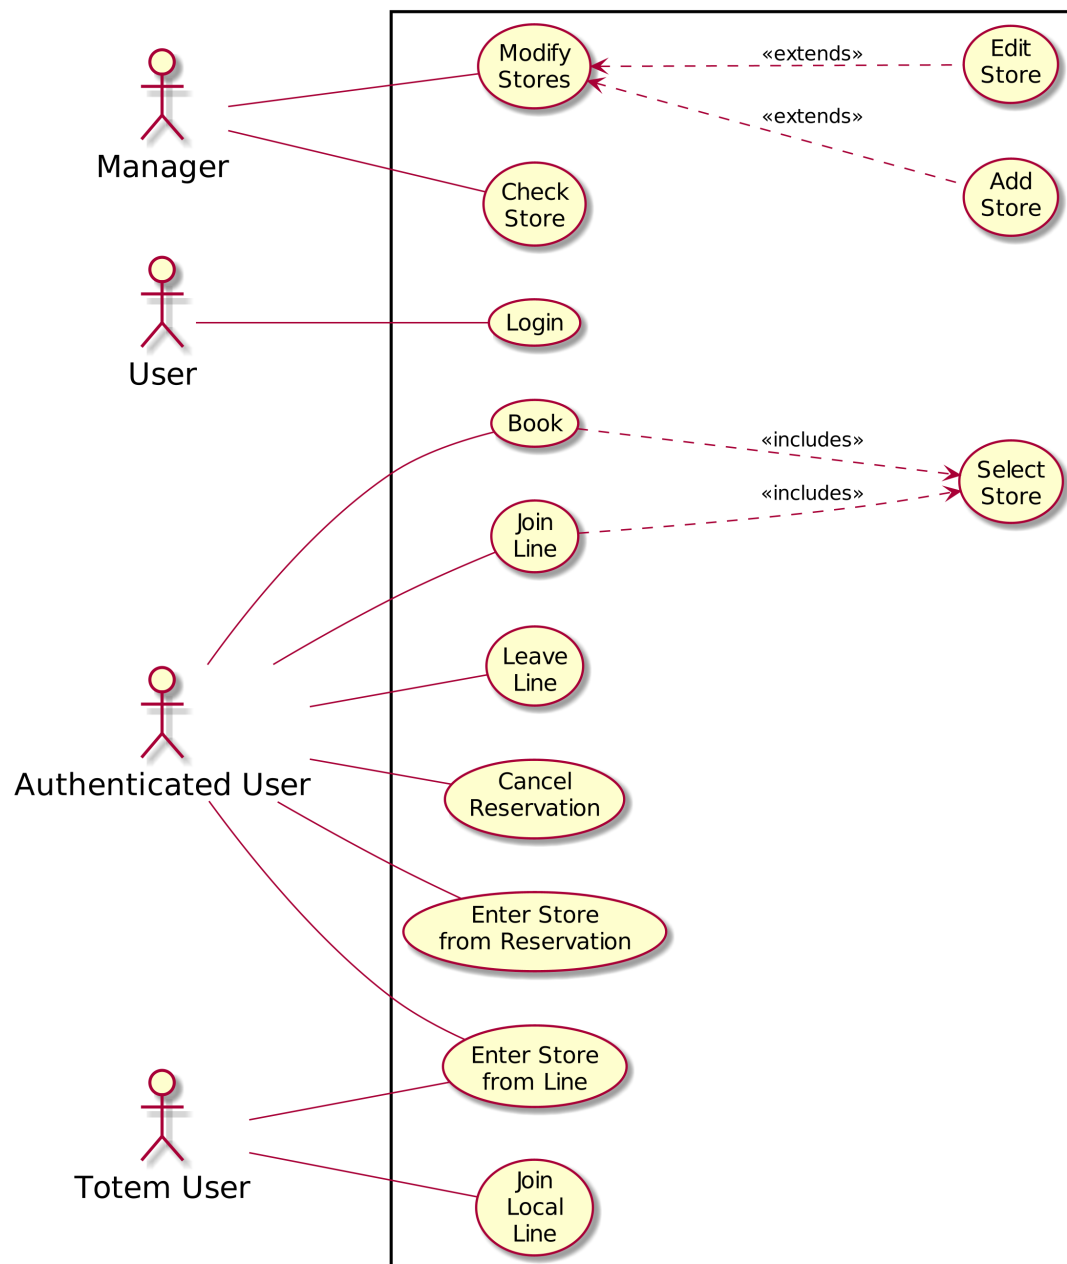 Modify
Stores
«extends»
Edit
Store
Manager
«extends»
Check
Store
Add
Store
User
Login
Book
«includes»
Select
Store
Join
Line
«includes»
Leave
Line
Authenticated User
Cancel
Reservation
Enter Store
from Reservation
Enter Store
from Line
Totem User
Join
Local
Line